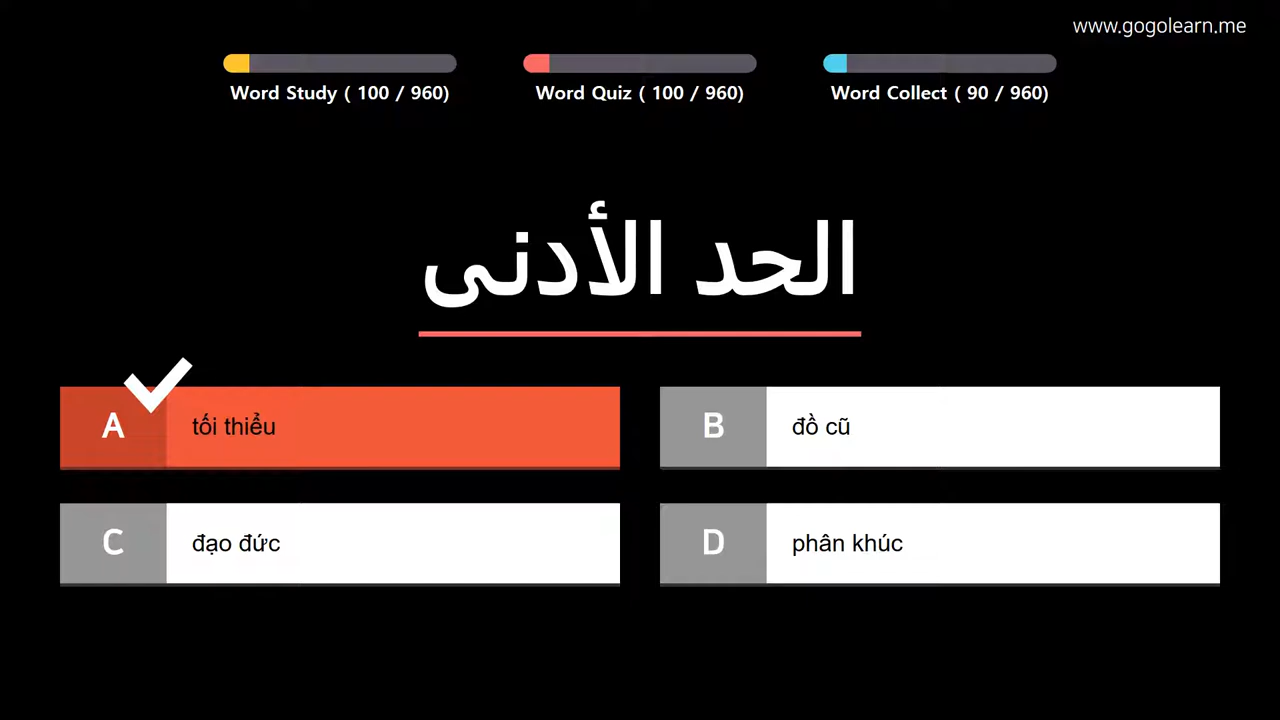 www.gogolearn.me
Word Study ( 100 / 960)
Word Quiz ( 100 / 960)
Word Collect ( 90 / 960)
الحد الأدنى
A
tối thiểu
B
đồ cũ
C
đạo đức
D
phân khúc